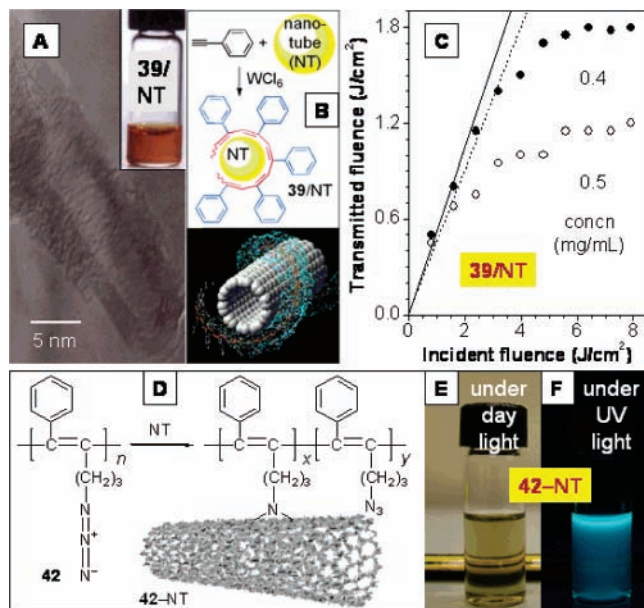 A
39/
NT
5 nm
nano-
tube
(NT)
+
WCl6
B
NT
39/NT
C
Transmitted fluence (J/cm2)
1.8
1.2
0.6
0.0
0.4
0.5
concn
(mg/mL)
39/NT
0 2 4 6 8
Incident fluence (J/cm2)
D
C=C
n
(CH2)3
N
N+
N−
42
NT
C=C
x
(CH2)3
N
C=C
y
(CH2)3
N3
42–NT
E
under
day
light
F
under
UV
light
42–NT